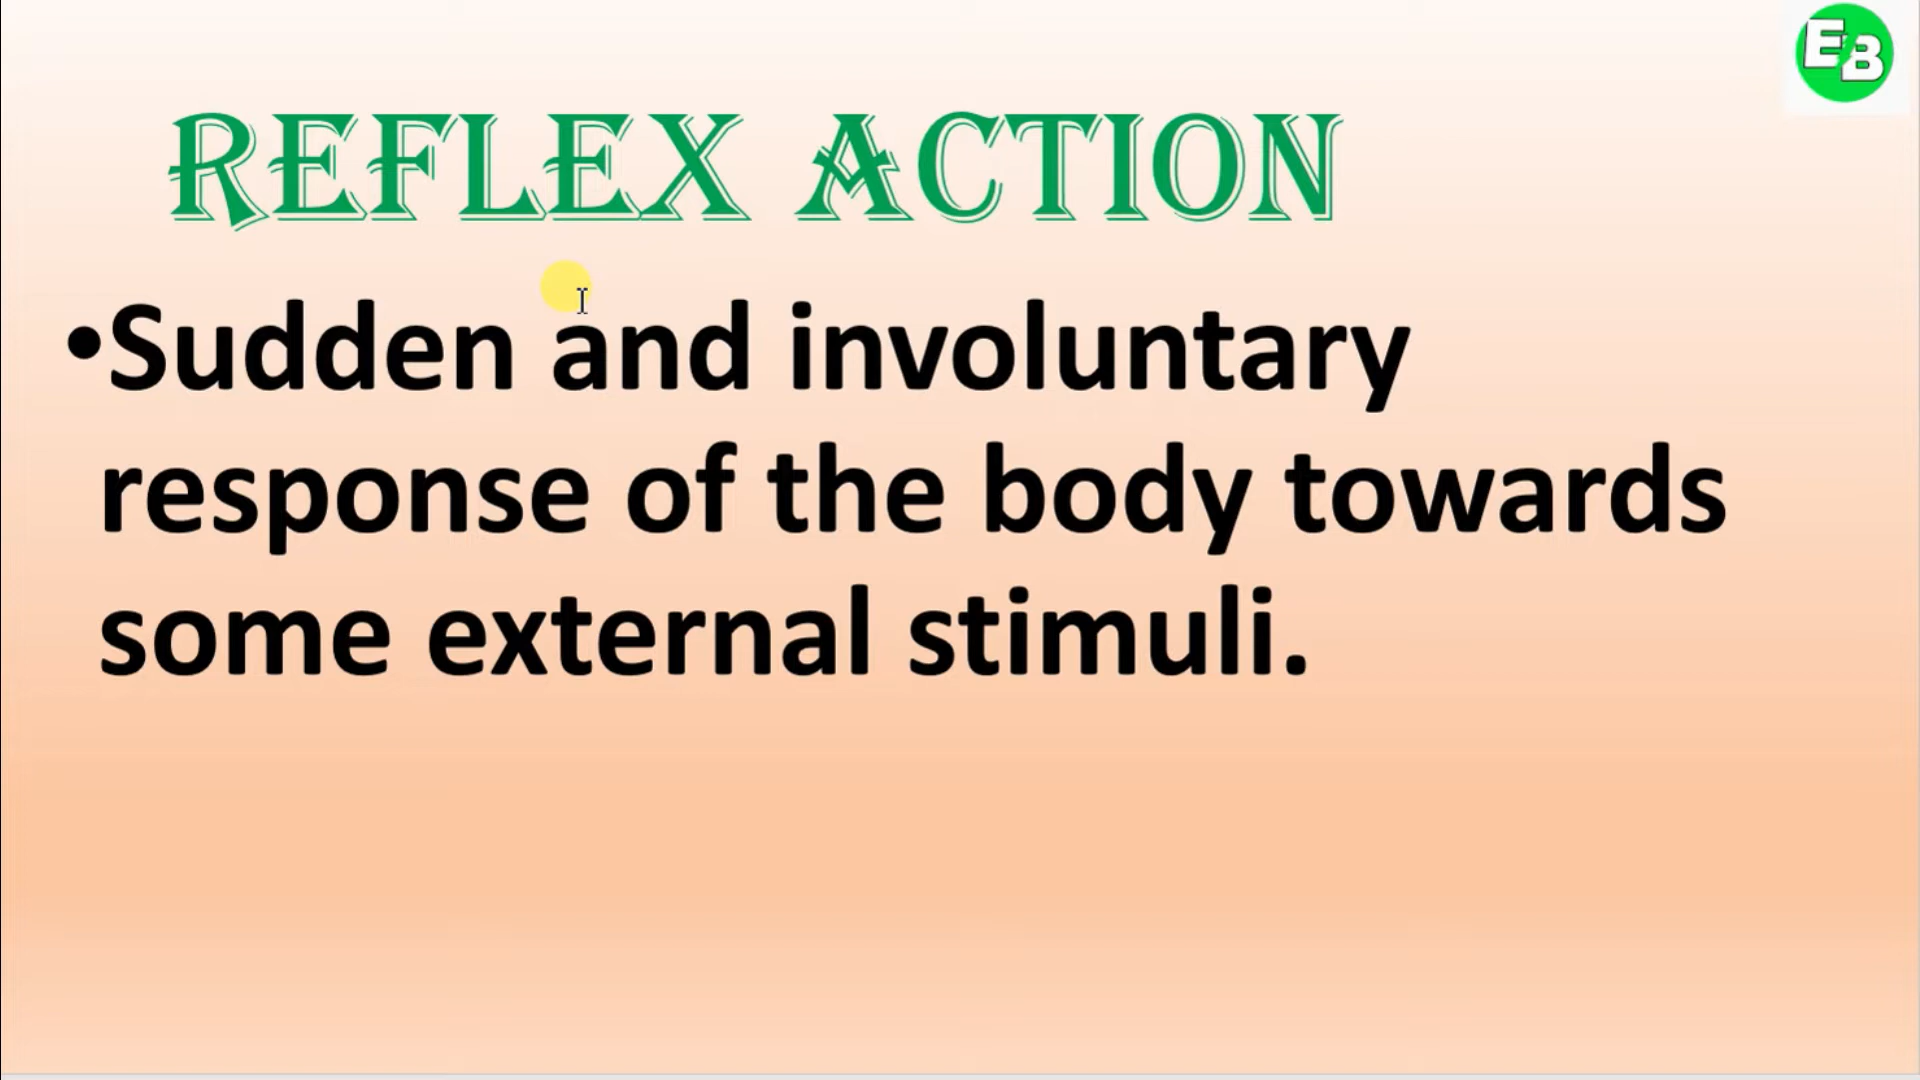 EB
REFLEX ACTION
•Sudden and involuntary
response of the body towards
some external stimuli.